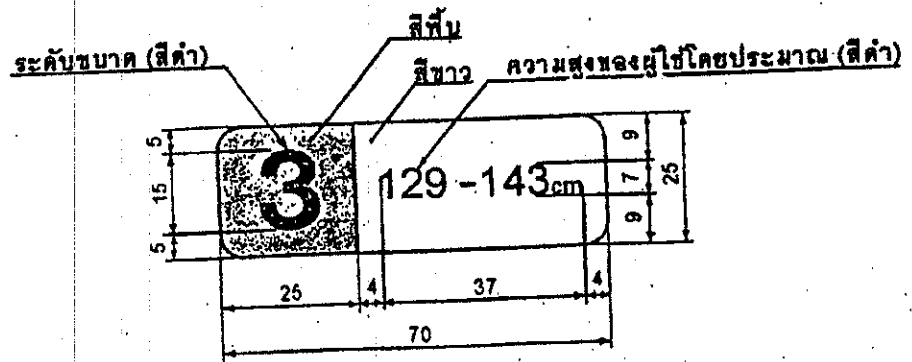 สีพื้น
ระดับขนาด (สีดำ)
สีขาว
ความสูงของผู้ใช้โดยประมาณ (สีดำ)
5
15
5
3
129 -143cm
9
7
9
25
25
4
37
4
70